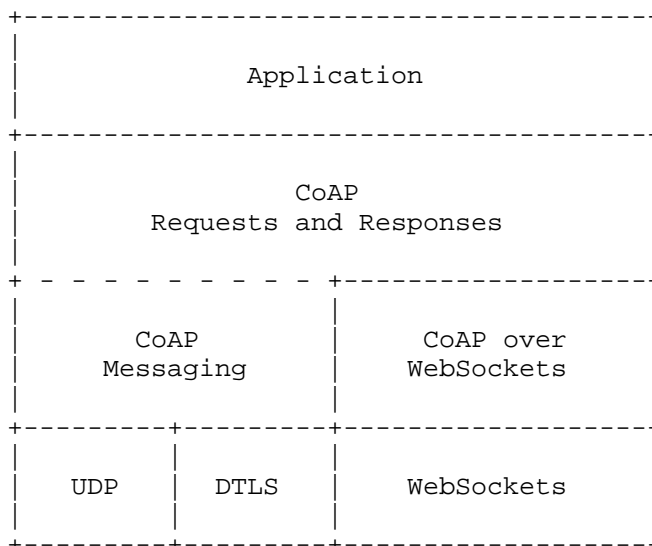 Application
CoAP
Requests and Responses
CoAP CoAP over
Messaging WebSockets
UDP DTLS WebSockets